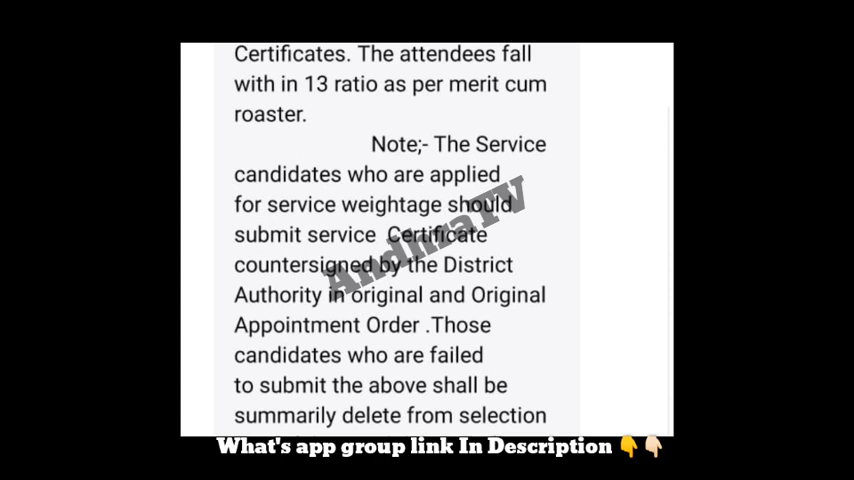 Certificates. The attendees fall
with in 13 ratio as per merit cum
roaster.
Note;- The Service
candidates who are applied
for service weightage should
submit service Certificate
countersigned by the District
Authority in original and Original
Appointment Order .Those
candidates who are failed
to submit the above shall be
summarily delete from selection
AndhraTV
What's app group link In Description 👇👇🏻